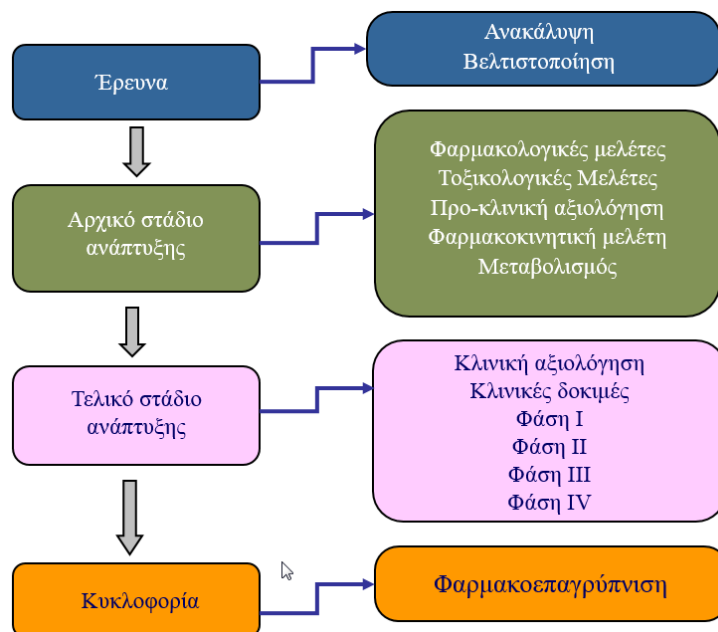 Έρευνα
Ανακάλυψη
Βελτιστοποίηση
Αρχικό στάδιο
ανάπτυξης
Φαρμακολογικές μελέτες
Τοξικολογικές Μελέτες
Προ-κλινική αξιολόγηση
Φαρμακοκινητική μελέτη
Μεταβολισμός
Τελικό στάδιο
ανάπτυξης
Κλινική αξιολόγηση
Κλινικές δοκιμές
Φάση I
Φάση II
Φάση III
Φάση IV
Κυκλοφορία
Φαρμακοεπαγρύπνιση